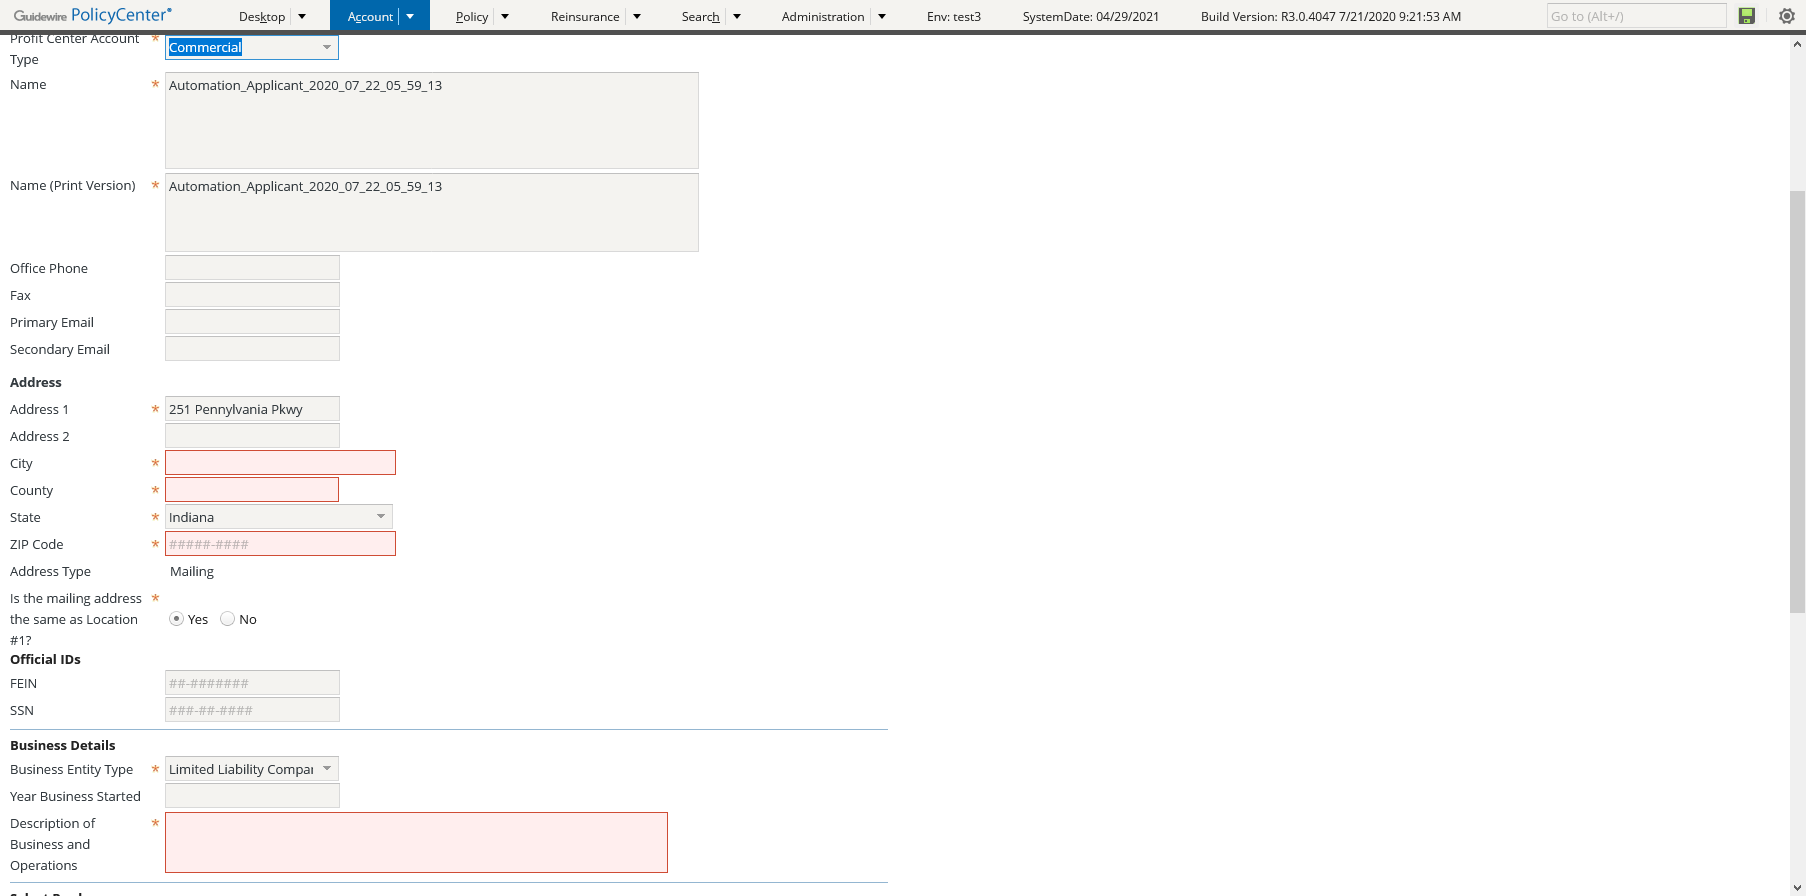 Guidewire PolicyCenter Desktop Account Policy Reinsurance Search Administration Env: test3 SystemDate: 04/29/2021 Build Version: R3.0.4047 7/21/2020 9:21:53 AM Go to (Alt+/)
Profit Center Account Type * Commercial
Name * Automation_Applicant_2020_07_22_05_59_13
Name (Print Version) * Automation_Applicant_2020_07_22_05_59_13
Office Phone
Fax
Primary Email
Secondary Email
Address
Address 1 * 251 Pennylvania Pkwy
Address 2
City *
County *
State * Indiana
ZIP Code * #####-####
Address Type Mailing
Is the mailing address *
the same as Location Yes No
#1?
Official IDs
FEIN ##-#######
SSN ###-##-####
Business Details
Business Entity Type * Limited Liability Compar
Year Business Started
Description of *
Business and
Operations